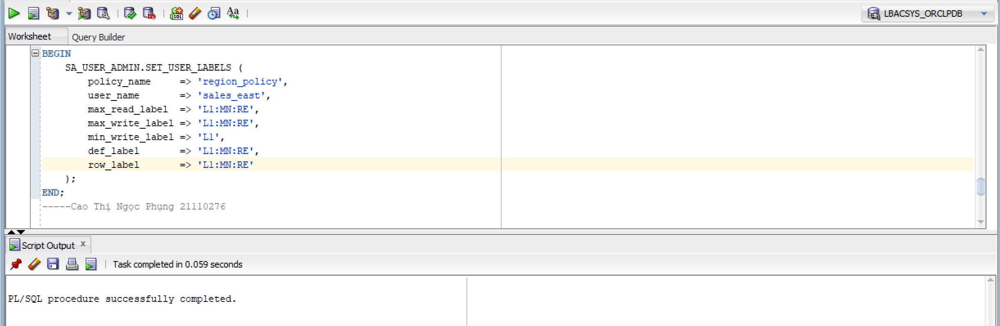 LBACSYS_ORCLPDB
Worksheet Query Builder
BEGIN
SA_USER_ADMIN.SET_USER_LABELS (
policy_name => 'region_policy',
user_name => 'sales_east',
max_read_label => 'L1:MN:RE',
max_write_label => 'L1:MN:RE',
min_write_label => 'L1',
def_label => 'L1:MN:RE',
row_label => 'L1:MN:RE'
);
END;
-----Cao Thị Ngọc Phụng 21110276
Script Output x
Task completed in 0.059 seconds
PL/SQL procedure successfully completed.